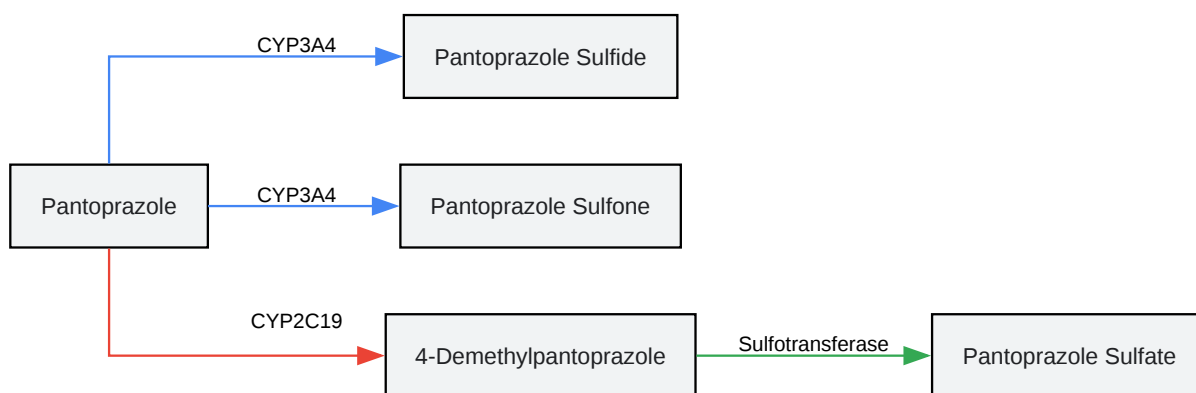 CYP3A4
Pantoprazole Sulfide
Pantoprazole
CYP3A4
Pantoprazole Sulfone
CYP2C19
4-Demethylpantoprazole
Sulfotransferase
Pantoprazole Sulfate